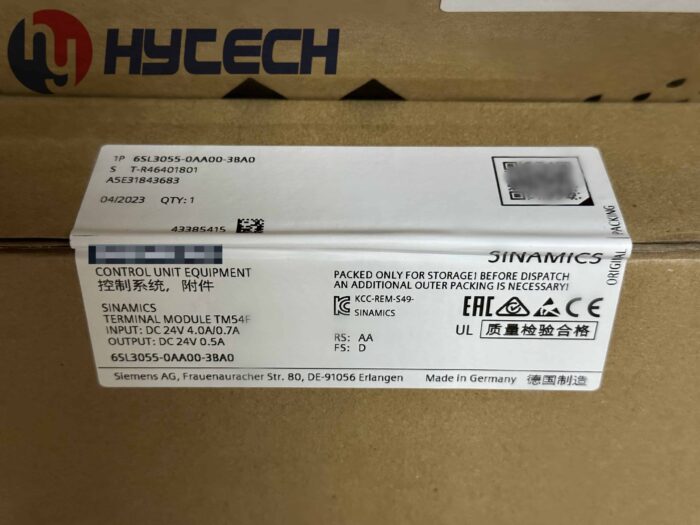 HYTECH
1P 6SL3055-0AA00-3BA0
S T-R46401801
A5E31843683
04/2023 QTY: 1
43385415
ORIGINAL PACKING
SINAMICS
CONTROL UNIT EQUIPMENT
控制系统, 附件
SINAMICS
TERMINAL MODULE TM54F
INPUT: DC 24V 4.0A/0.7A
OUTPUT: DC 24V 0.5A
6SL3055-0AA00-3BA0
PACKED ONLY FOR STORAGE! BEFORE DISPATCH
AN ADDITIONAL OUTER PACKING IS NECESSARY!
KCC-REM-S49-
SINAMICS
RS: AA
FS: D
EAC CE
UL 质量检验合格
Siemens AG, Frauenauracher Str. 80, DE-91056 Erlangen Made in Germany 德国制造